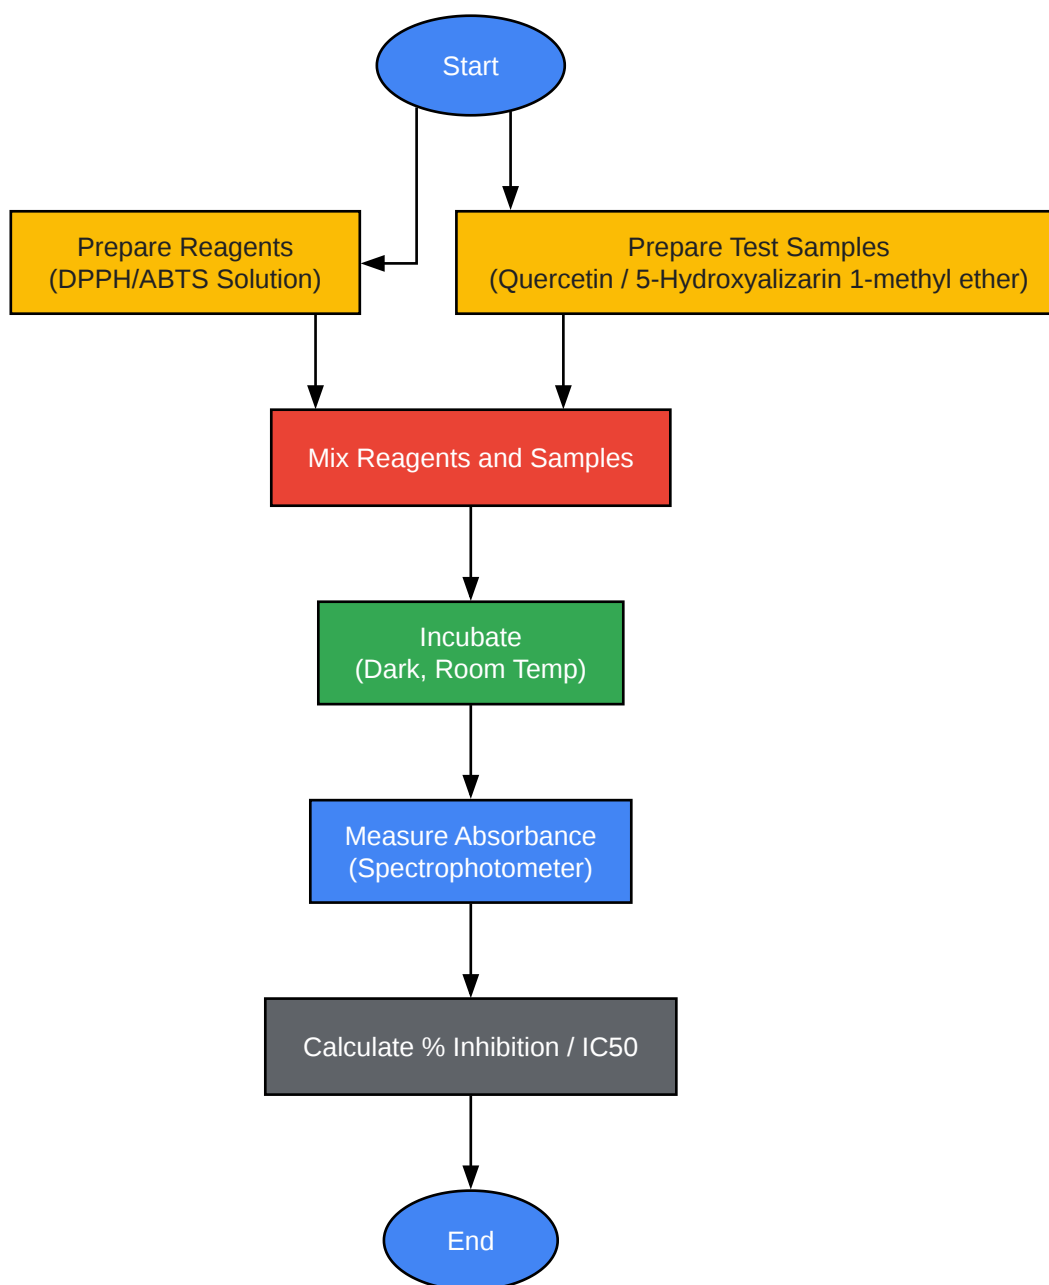 Start
Prepare Reagents
(DPPH/ABTS Solution)
Prepare Test Samples
(Quercetin / 5-Hydroxyalizarin 1-methyl ether)
Mix Reagents and Samples
Incubate
(Dark, Room Temp)
Measure Absorbance
(Spectrophotometer)
Calculate % Inhibition / IC50
End